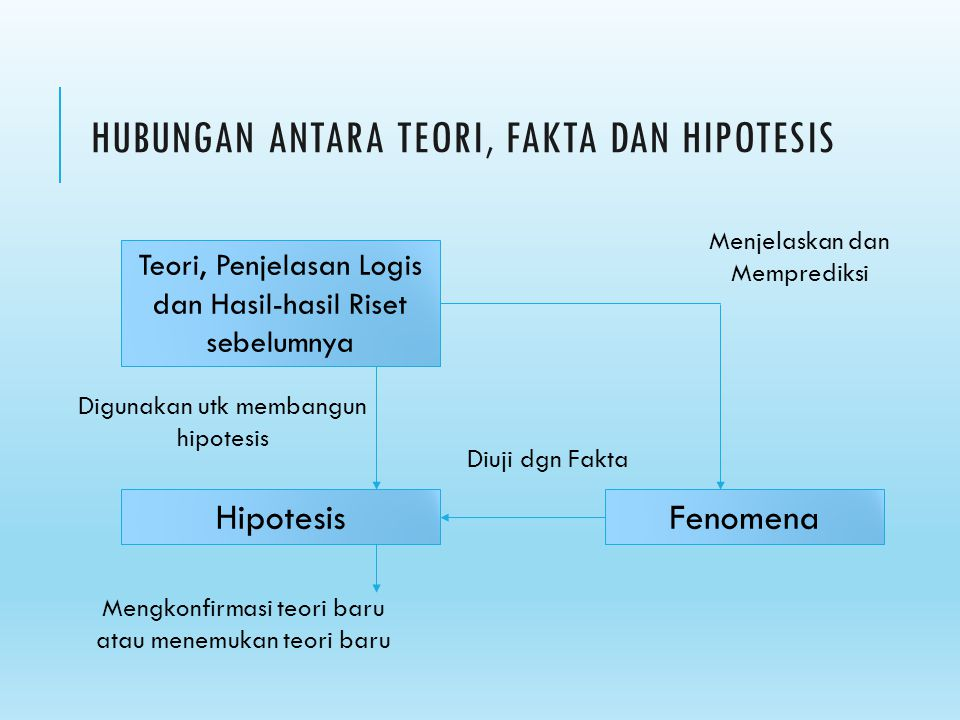 HUBUNGAN ANTARA TEORI, FAKTA DAN HIPOTESIS
Menjelaskan dan
Memprediksi
Teori, Penjelasan Logis
dan Hasil-hasil Riset
sebelumnya
Digunakan utk membangun
hipotesis
Diuji dgn Fakta
Hipotesis
Fenomena
Mengkonfirmasi teori baru
atau menemukan teori baru